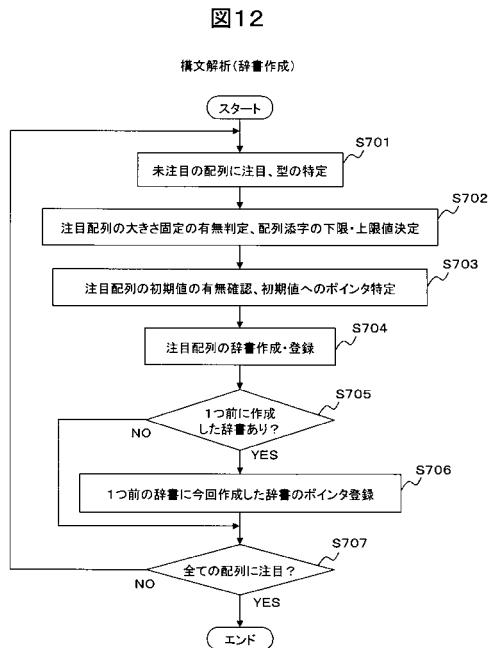 図12
構文解析(辞書作成)
スタート
S701
未注目の配列に注目、型の特定
S702
注目配列の大きさ固定の有無判定、配列添字の下限・上限値決定
S703
注目配列の初期値の有無確認、初期値へのポインタ特定
S704
注目配列の辞書作成・登録
S705
1つ前に作成
した辞書あり?
NO
YES
S706
1つ前の辞書に今回作成した辞書のポインタ登録
S707
全ての配列に注目?
NO
YES
エンド